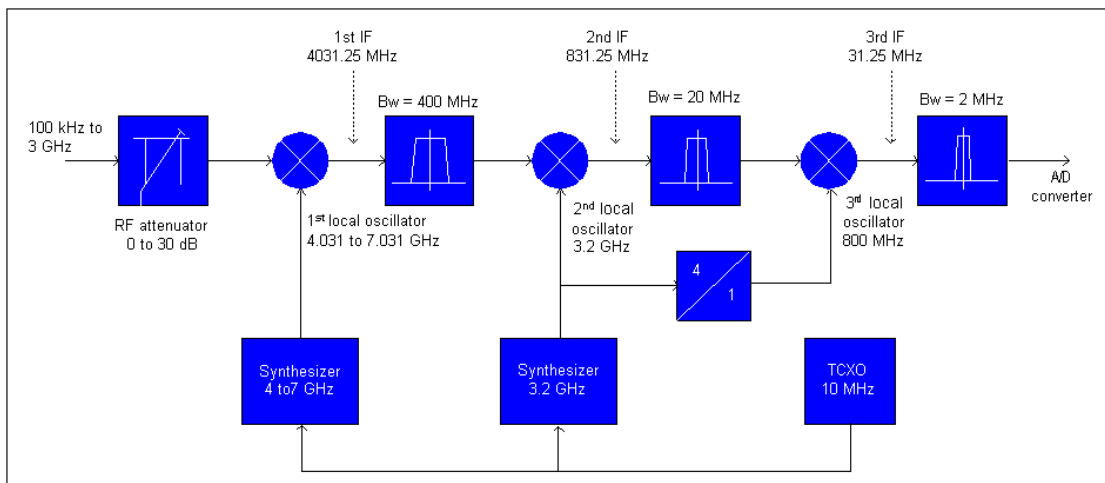 1st IF
4031.25 MHz
2nd IF
831.25 MHz
3rd IF
31.25 MHz
Bw = 400 MHz
Bw = 20 MHz
Bw = 2 MHz
100 kHz to
3 GHz
RF attenuator
0 to 30 dB
1st local oscillator
4.031 to 7.031 GHz
2nd local
oscillator
3.2 GHz
3rd local
oscillator
800 MHz
A/D
converter
4
1
Synthesizer
4 to7 GHz
Synthesizer
3.2 GHz
TCXO
10 MHz